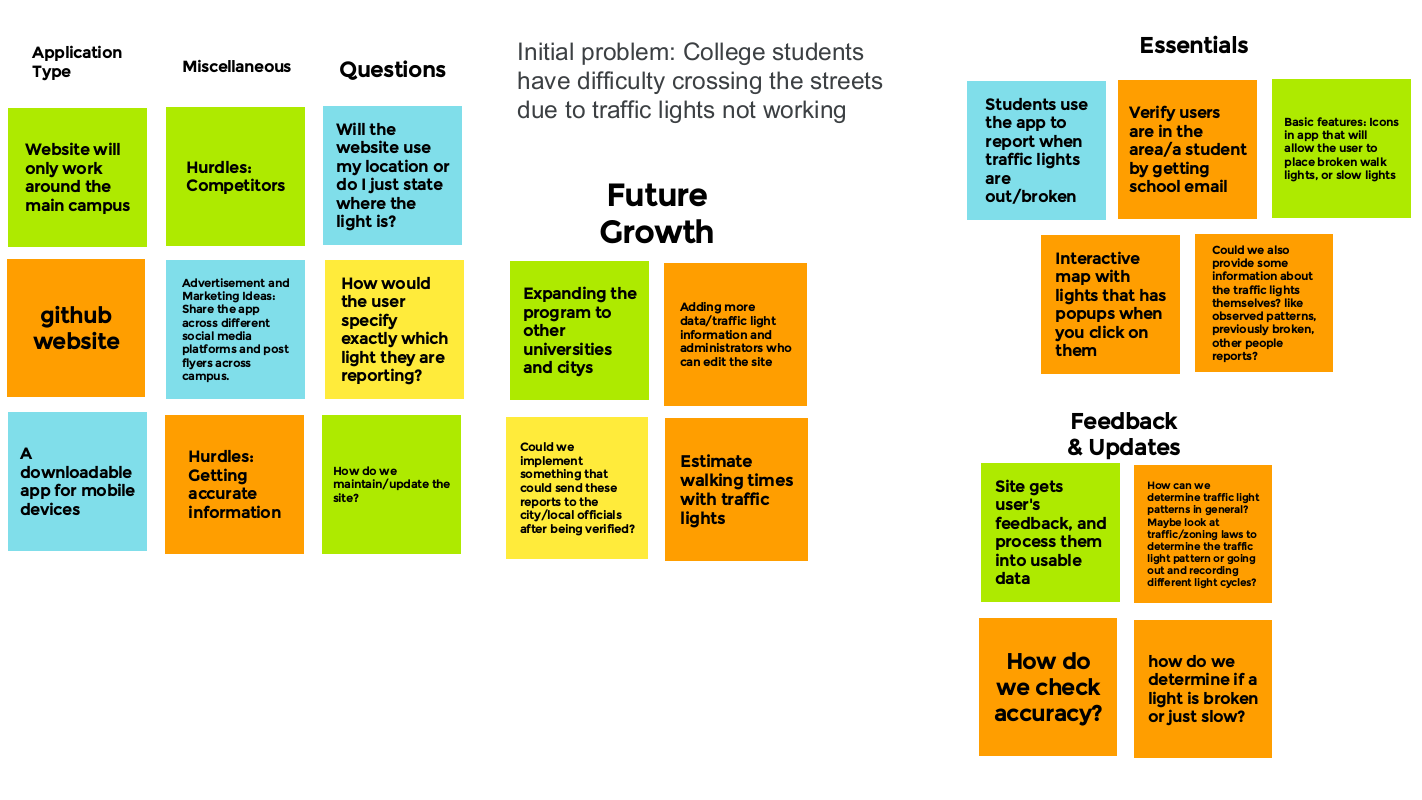 Application
Type
Website will
only work
around the
main campus
github
website
A
downloadable
app for mobile
devices
Miscellaneous
Hurdles:
Competitors
Advertisement and
Marketing Ideas:
Share the app
across different
social media
platforms and post
flyers across
campus.
Hurdles:
Getting
accurate
information
Questions
Will the
website use
my location or
do I just state
where the
light is?
How would
the user
specify
exactly which
light they are
reporting?
How do we
maintain/update the
site?
Initial problem: College students
have difficulty crossing the streets
due to traffic lights not working
Future
Growth
Expanding the
program to
other
universities
and citys
Adding more
data/traffic light
information and
administrators who
can edit the site
Could we
implement
something that
could send these
reports to the
city/local officials
after being verified?
Estimate
walking times
with traffic
lights
Essentials
Students use
the app to
report when
traffic lights
are
out/broken
Verify users
are in the
area/a student
by getting
school email
Basic features: Icons
in app that will
allow the user to
place broken walk
lights, or slow lights
Interactive
map with
lights that has
popups when
you click on
them
Could we also
provide some
information about
the traffic lights
themselves? like
observed patterns,
previously broken,
other people
reports?
Feedback
& Updates
Site gets
user's
feedback, and
process them
into usable
data
How can we
determine traffic light
patterns in general?
Maybe look at
traffic/zoning laws to
determine the traffic
light pattern or going
out and recording
different light cycles?
How do
we check
accuracy?
how do we
determine if a
light is broken
or just slow?